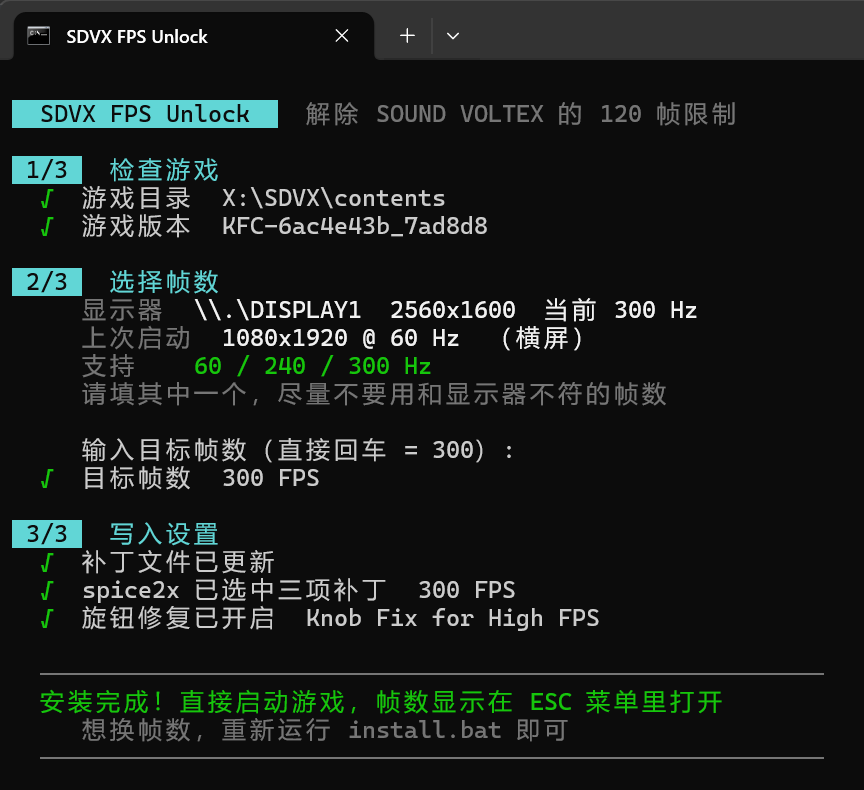 SDVX FPS Unlock
SDVX FPS Unlock 解除 SOUND VOLTEX 的 120 帧限制
1/3 检查游戏
√ 游戏目录 X:\SDVX\contents
√ 游戏版本 KFC-6ac4e43b_7ad8d8
2/3 选择帧数
显示器 \\.\DISPLAY1 2560x1600 当前 300 Hz
上次启动 1080x1920 @ 60 Hz （横屏）
支持 60 / 240 / 300 Hz
请填其中一个，尽量不要用和显示器不符的帧数
输入目标帧数（直接回车 = 300）:
√ 目标帧数 300 FPS
3/3 写入设置
√ 补丁文件已更新
√ spice2x 已选中三项补丁 300 FPS
√ 旋钮修复已开启 Knob Fix for High FPS
安装完成！直接启动游戏，帧数显示在 ESC 菜单里打开
想换帧数，重新运行 install.bat 即可